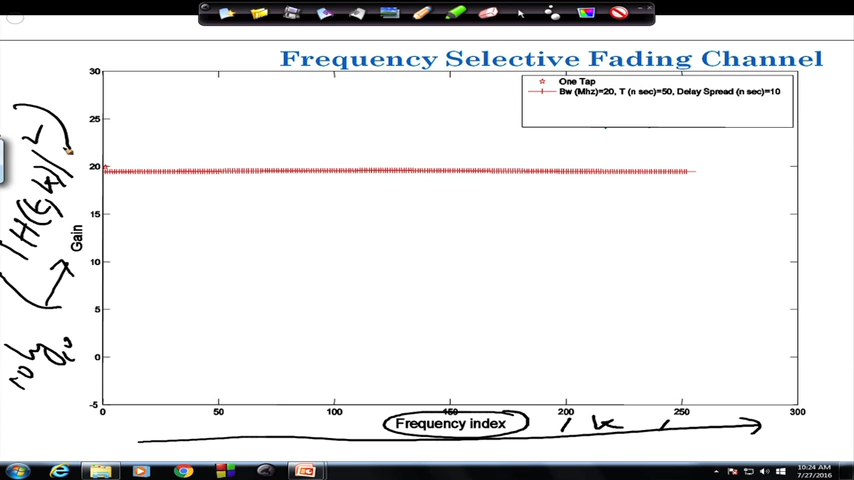 Frequency Selective Fading Channel
30
25
20
15
10
5
0
-5
Gain
One Tap
Bw (Mhz)=20, T (n sec)=50, Delay Spread (n sec)=10
0 50 100 150 200 250 300
Frequency index
k
10:24 AM
7/27/2016